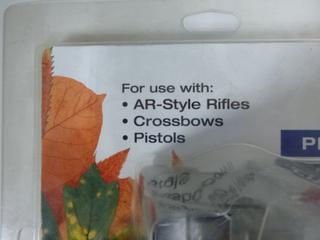 For use with:
• AR-Style Rifles
• Crossbows
• Pistols